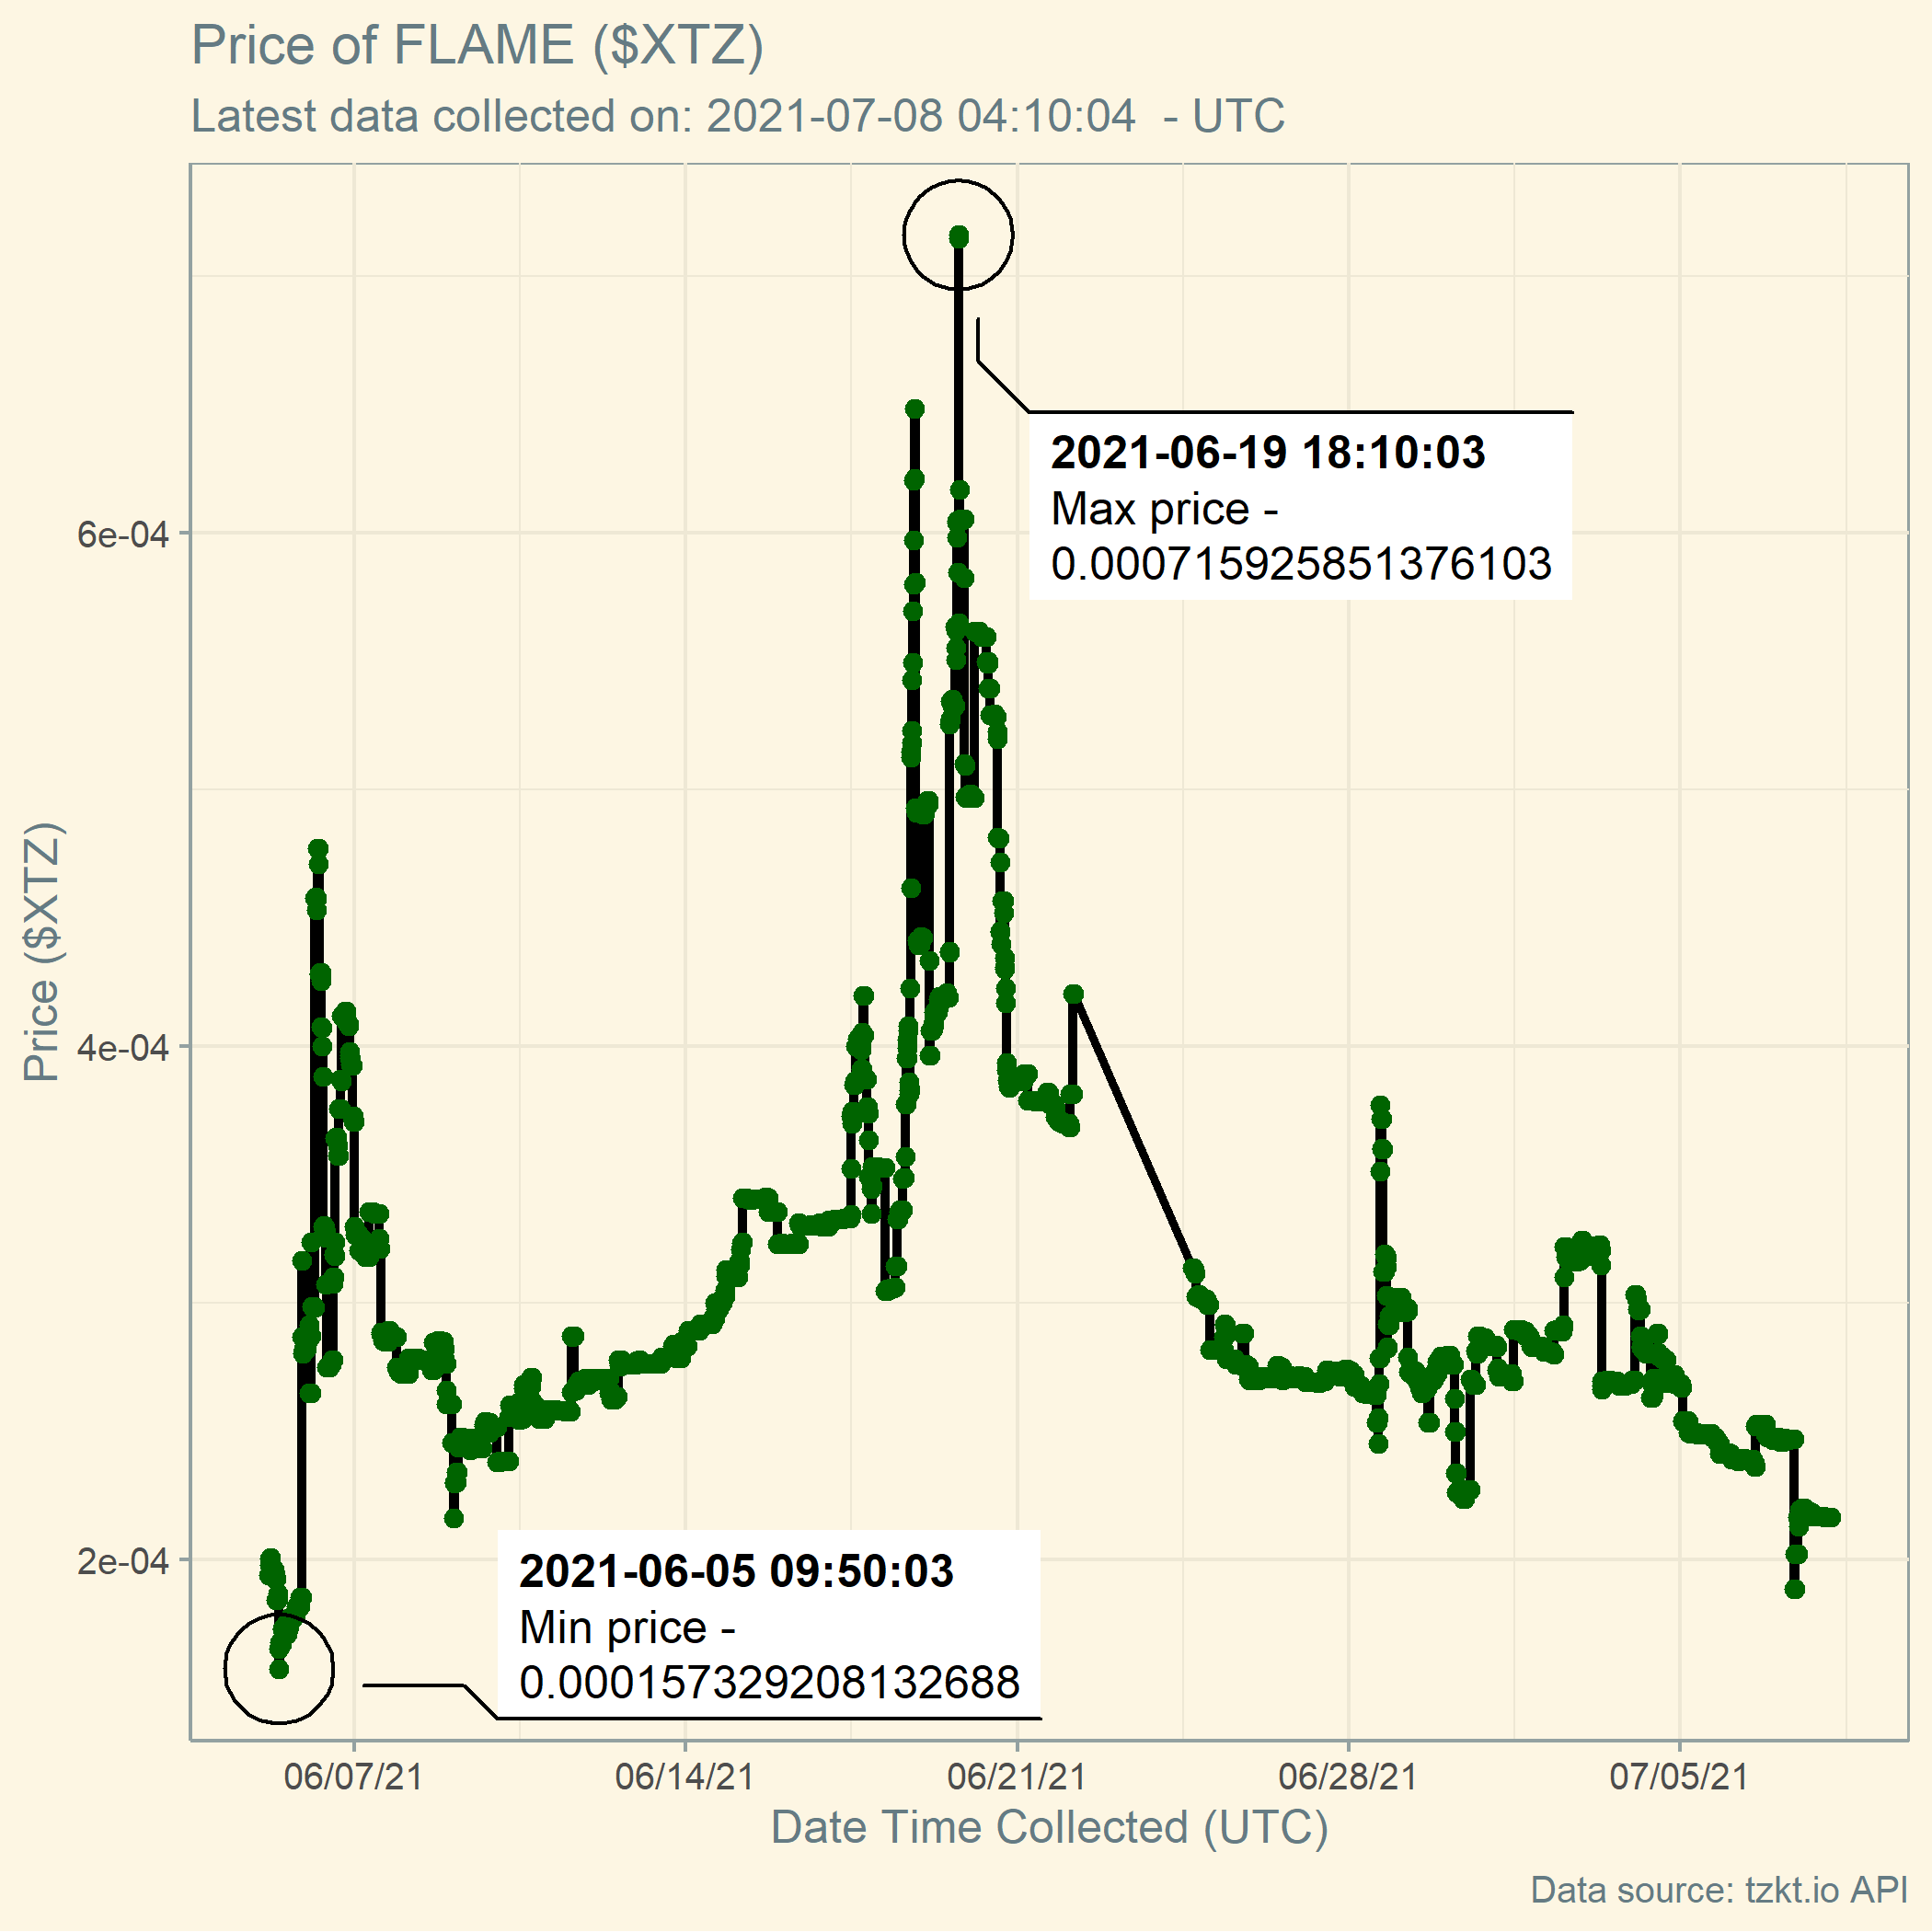 Price of FLAME ($XTZ)
Latest data collected on: 2021-07-08 04:10:04  - UTC
2021-06-19 18:10:03
Max price -
0.000715925851376103
6e-04
4e-04
2e-04
Price ($XTZ)
2021-06-05 09:50:03
Min price -
0.000157329208132688
06/07/21 06/14/21 06/21/21 06/28/21 07/05/21
Date Time Collected (UTC)
Data source: tzkt.io API